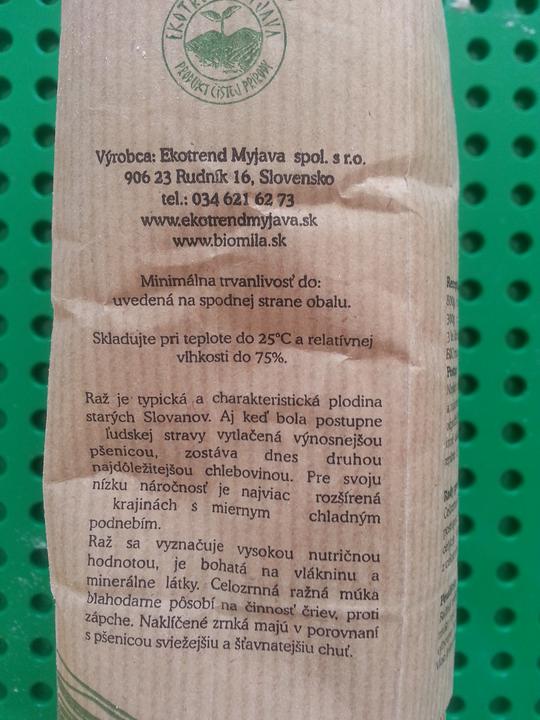 EKOTREND MYJAVA
PRODUKT ČISTEJ PRÍRODY
Výrobca: Ekotrend Myjava spol. s r.o.
906 23 Rudník 16, Slovensko
tel.: 034 621 62 73
www.ekotrendmyjava.sk
www.biomila.sk
Minimálna trvanlivosť do:
uvedená na spodnej strane obalu.
Skladujte pri teplote do 25°C a relatívnej
vlhkosti do 75%.
Raž je typická a charakteristická plodina
starých Slovanov. Aj keď bola postupne
ľudskej stravy vytlačená výnosnejšou
pšenicou, zostáva dnes druhou
najdôležitejšou chlebovinou. Pre svoju
nízku náročnosť je najviac rozšírená
krajinách s miernym chladným
podnebím.
Raž sa vyznačuje vysokou nutričnou
hodnotou, je bohatá na vlákninu a
minerálne látky. Celozrnná ražná múka
blahodarne pôsobí na činnosť čriev, proti
zápche. Naklíčené zrnká majú v porovnaní
s pšenicou sviežejšiu a šťavnatejšiu chuť.